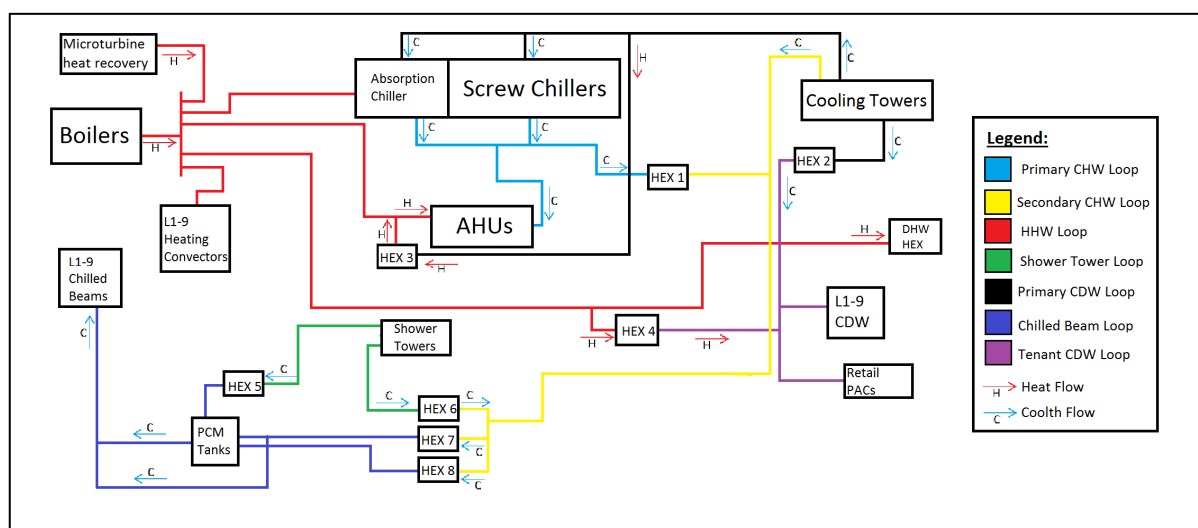 Microturbine
heat recovery
H
Boilers
H
L1-9
Heating
Convectors
L1-9
Chilled
Beams
C
Absorption
Chiller
Screw Chillers
C
C
H
C
C
C
C
C
Cooling Towers
C
HEX 1
HEX 2
C
C
H
AHUs
H
HEX 3
H
H
DHW
HEX
L1-9
CDW
Retail
PACs
HEX 4
H
H
Shower
Towers
C
HEX 5
C
HEX 6
C
PCM
Tanks
C
HEX 7
C
HEX 8
C
C
Legend:
Primary CHW Loop
Secondary CHW Loop
HHW Loop
Shower Tower Loop
Primary CDW Loop
Chilled Beam Loop
Tenant CDW Loop
H
Heat Flow
C
Coolth Flow